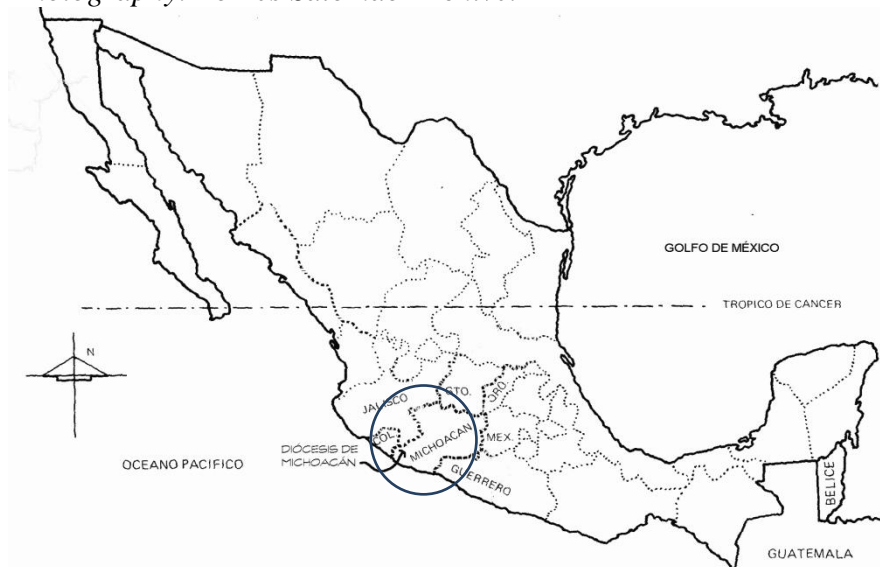 GOLFO DE MÉXICO
TROPICO DE CANCER
N
JALISCO
GTO.
QRO.
COL.
MICHOACAN
MEX.
DIÓCESIS DE
MICHOACÁN
OCEANO PACIFICO
GUERRERO
BELICE
GUATEMALA